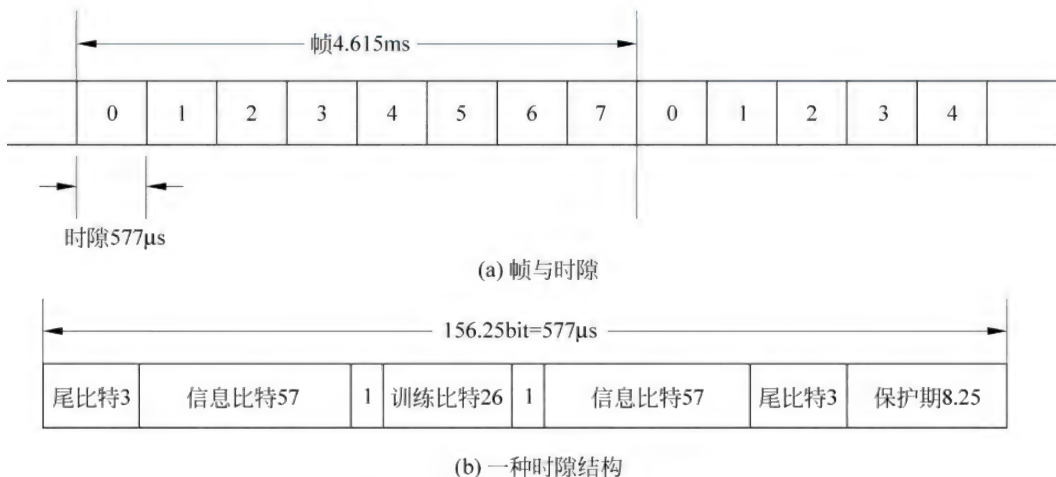 帧4.615ms
0 1 2 3 4 5 6 7 0 1 2 3 4
时隙577μs
(a) 帧与时隙
156.25bit=577μs
尾比特3 信息比特57 1 训练比特26 1 信息比特57 尾比特3 保护期8.25
(b) 一种时隙结构